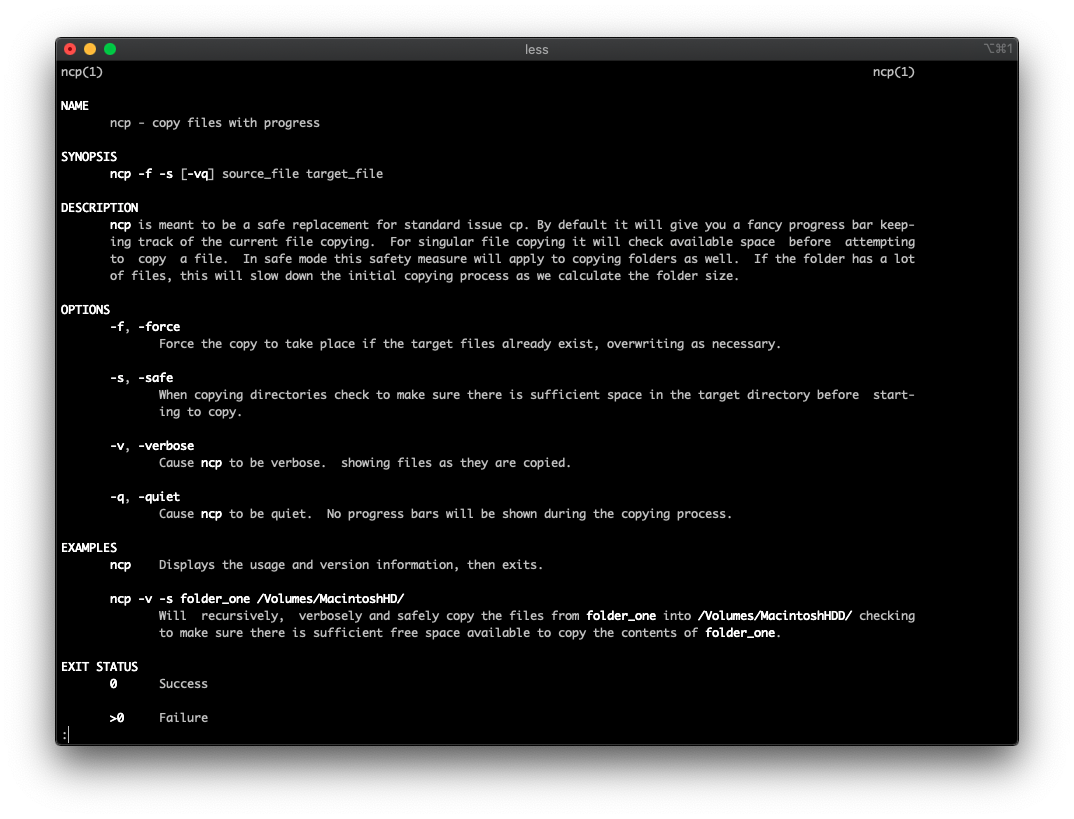 less ⌥⌘1
ncp(1) ncp(1)
NAME
ncp - copy files with progress
SYNOPSIS
ncp -f -s [-vq] source_file target_file
DESCRIPTION
ncp is meant to be a safe replacement for standard issue cp. By default it will give you a fancy progress bar keep-
ing track of the current file copying.  For singular file copying it will check available space  before  attempting
to  copy  a file.  In safe mode this safety measure will apply to copying folders as well.  If the folder has a lot
of files, this will slow down the initial copying process as we calculate the folder size.
OPTIONS
-f, -force
Force the copy to take place if the target files already exist, overwriting as necessary.
-s, -safe
When copying directories check to make sure there is sufficient space in the target directory before  start-
ing to copy.
-v, -verbose
Cause ncp to be verbose.  showing files as they are copied.
-q, -quiet
Cause ncp to be quiet.  No progress bars will be shown during the copying process.
EXAMPLES
ncp    Displays the usage and version information, then exits.
ncp -v -s folder_one /Volumes/MacintoshHD/
Will  recursively,  verbosely and safely copy the files from folder_one into /Volumes/MacintoshHDD/ checking
to make sure there is sufficient free space available to copy the contents of folder_one.
EXIT STATUS
0      Success
>0     Failure
: